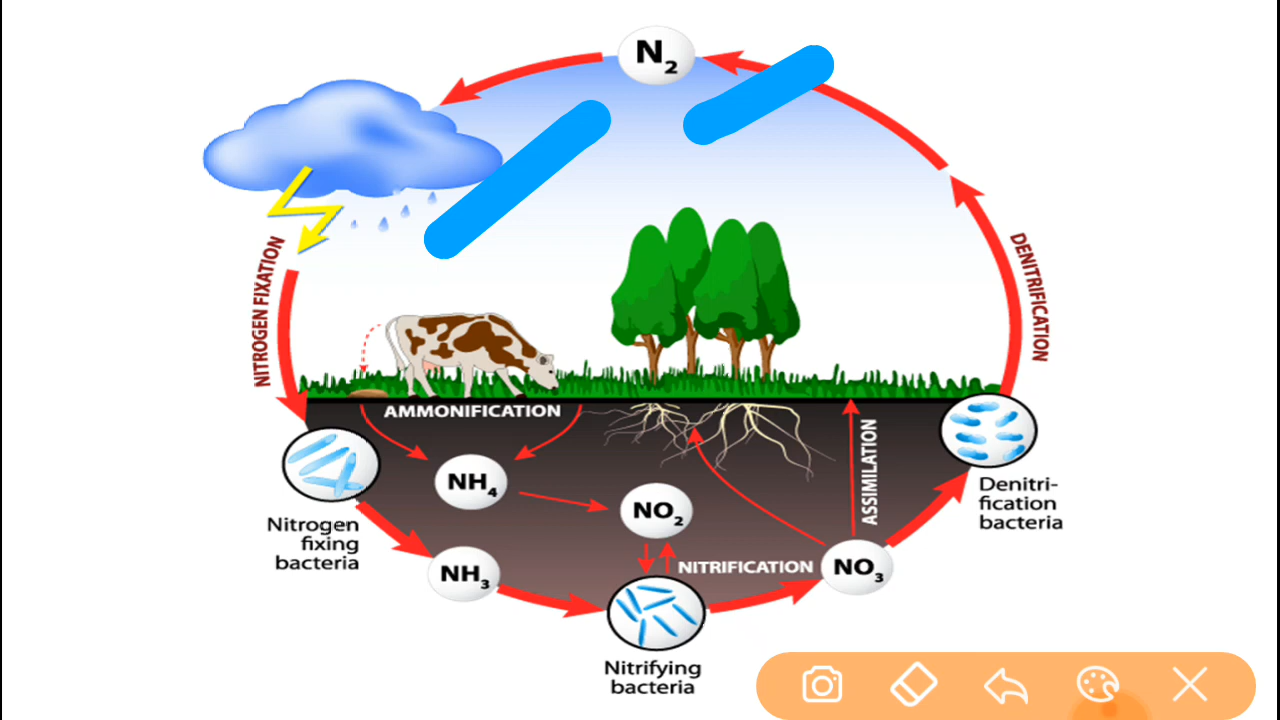 N₂
NITROGEN FIXATION
DENITRIFICATION
AMMONIFICATION
NH₄
NO₂
ASSIMILATION
Nitrogen
fixing
bacteria
NH₃
NITRIFICATION
NO₃
Denitri-
fication
bacteria
Nitrifying
bacteria